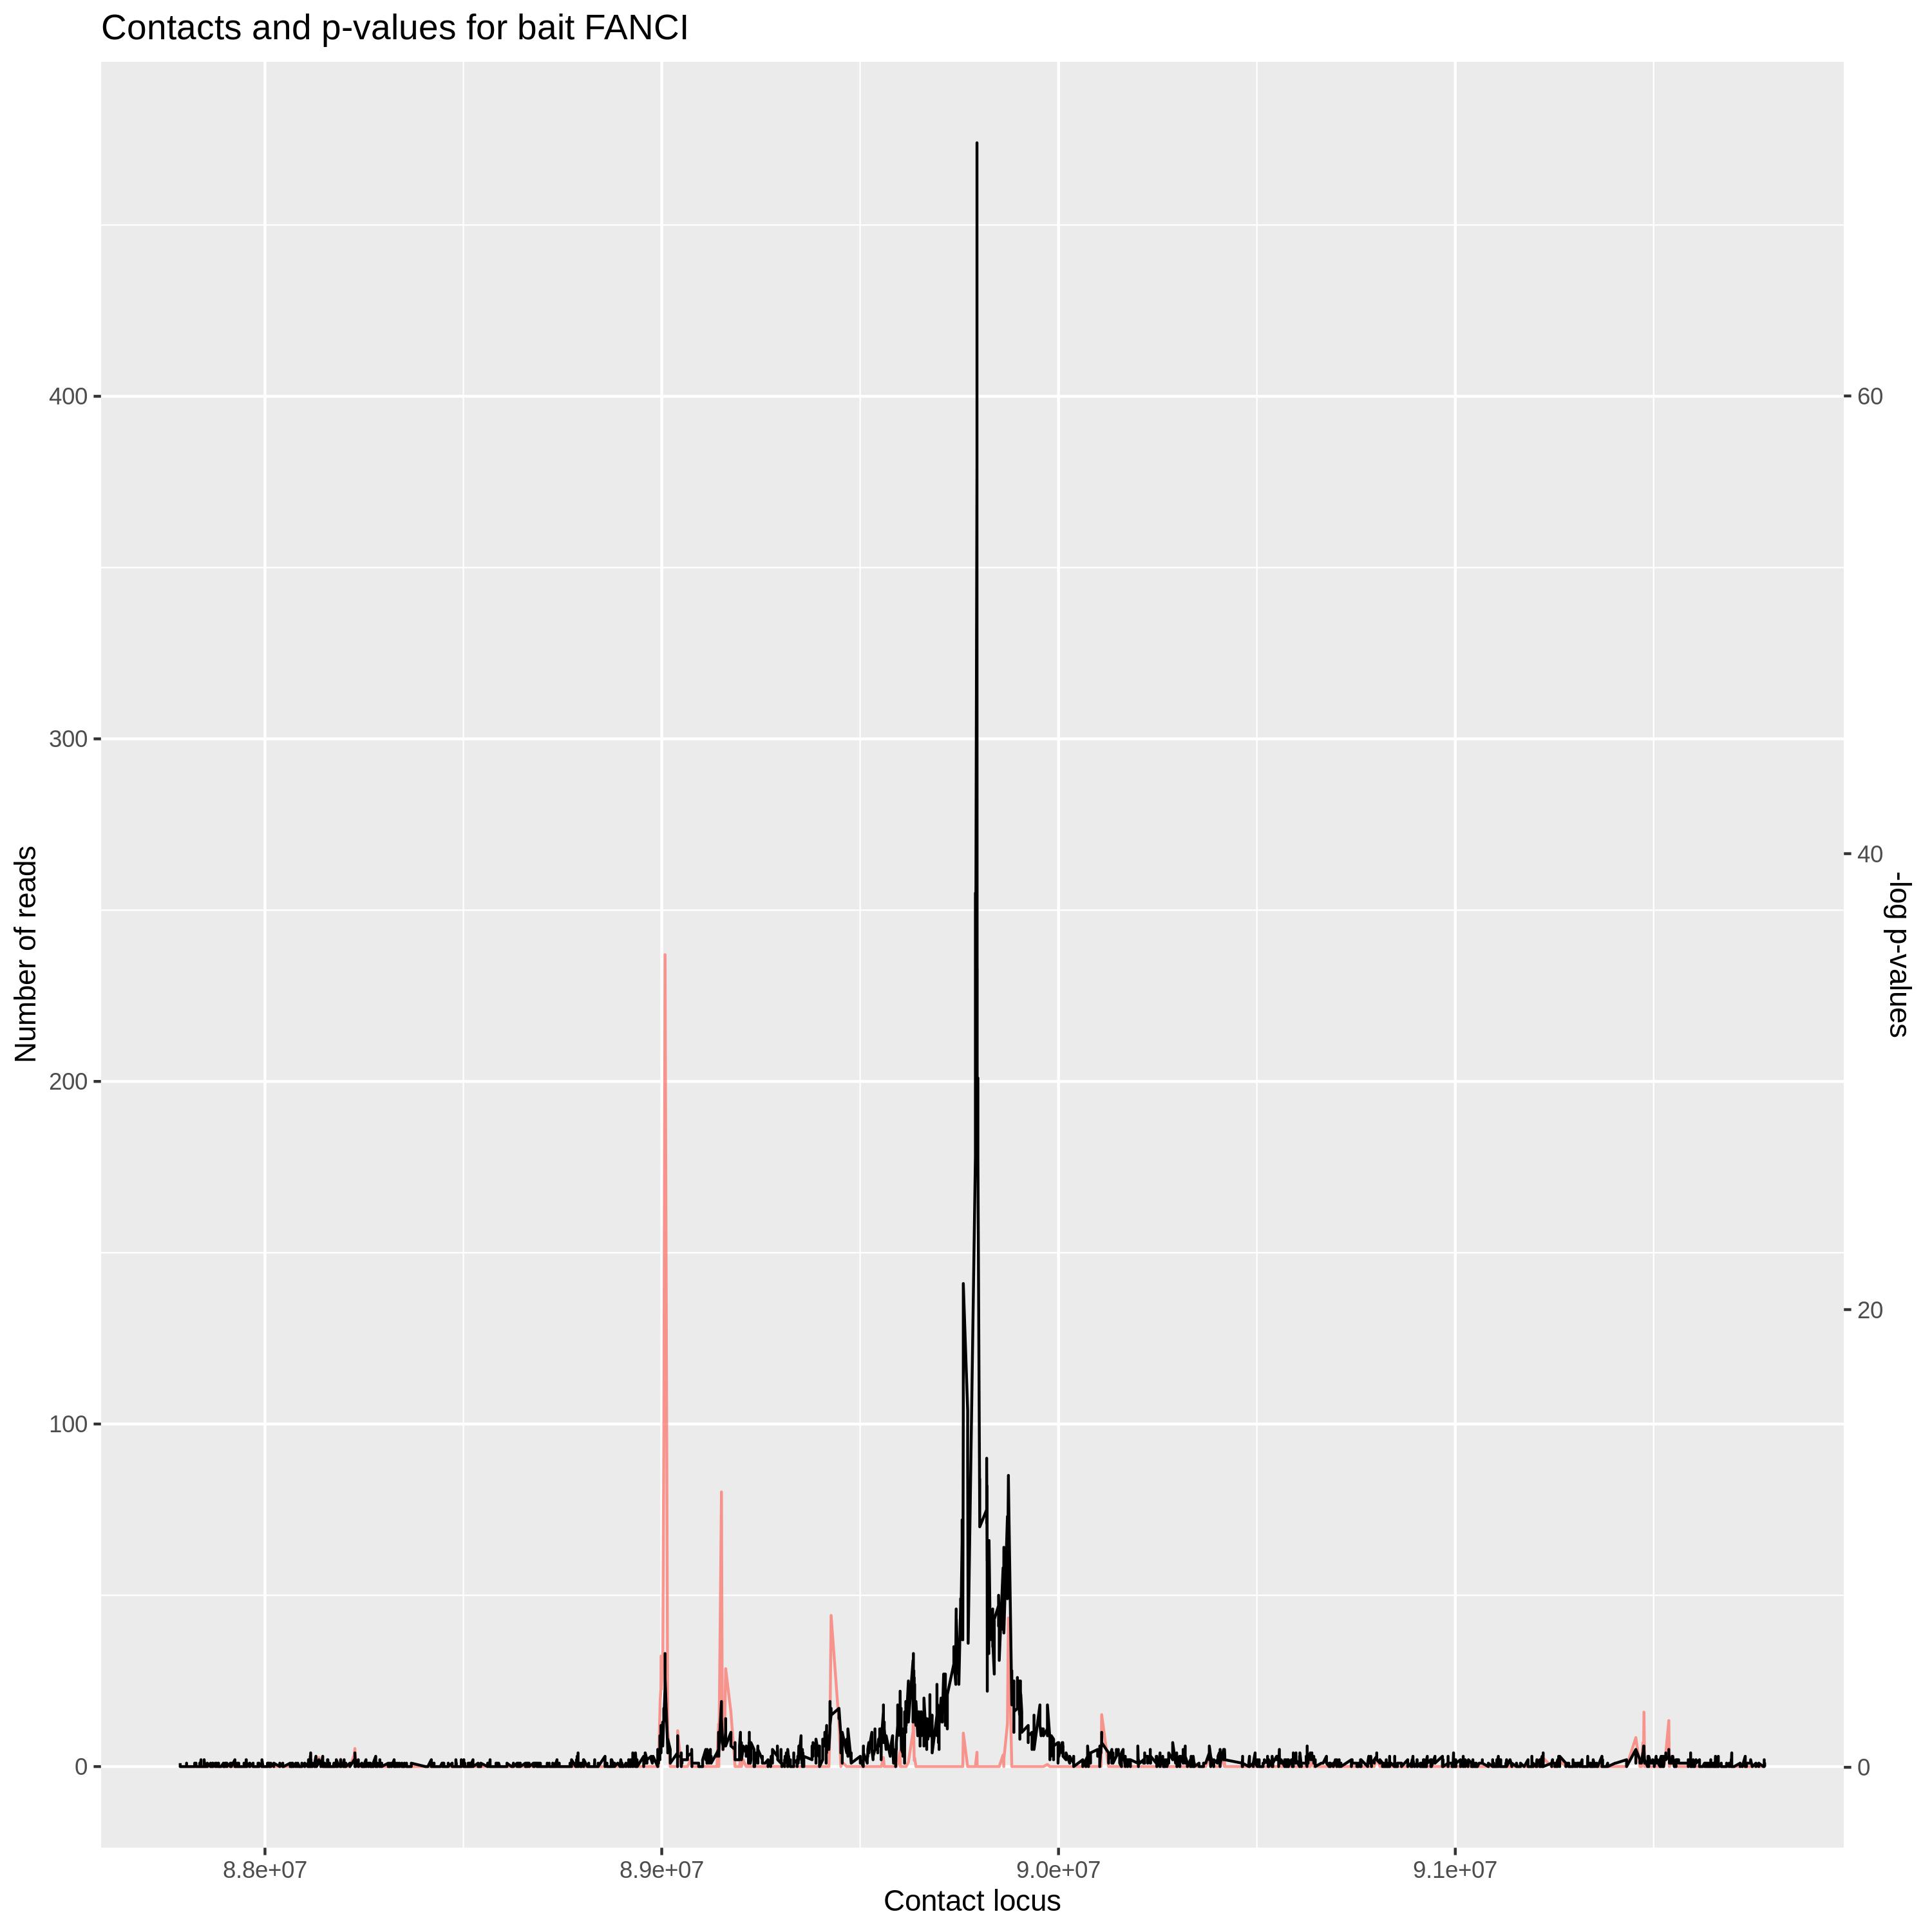 Contacts and p-values for bait FANCI
400
300
200
100
0
Number of reads
60
40
20
0
-log p-values
8.8e+07
8.9e+07
9.0e+07
9.1e+07
Contact locus